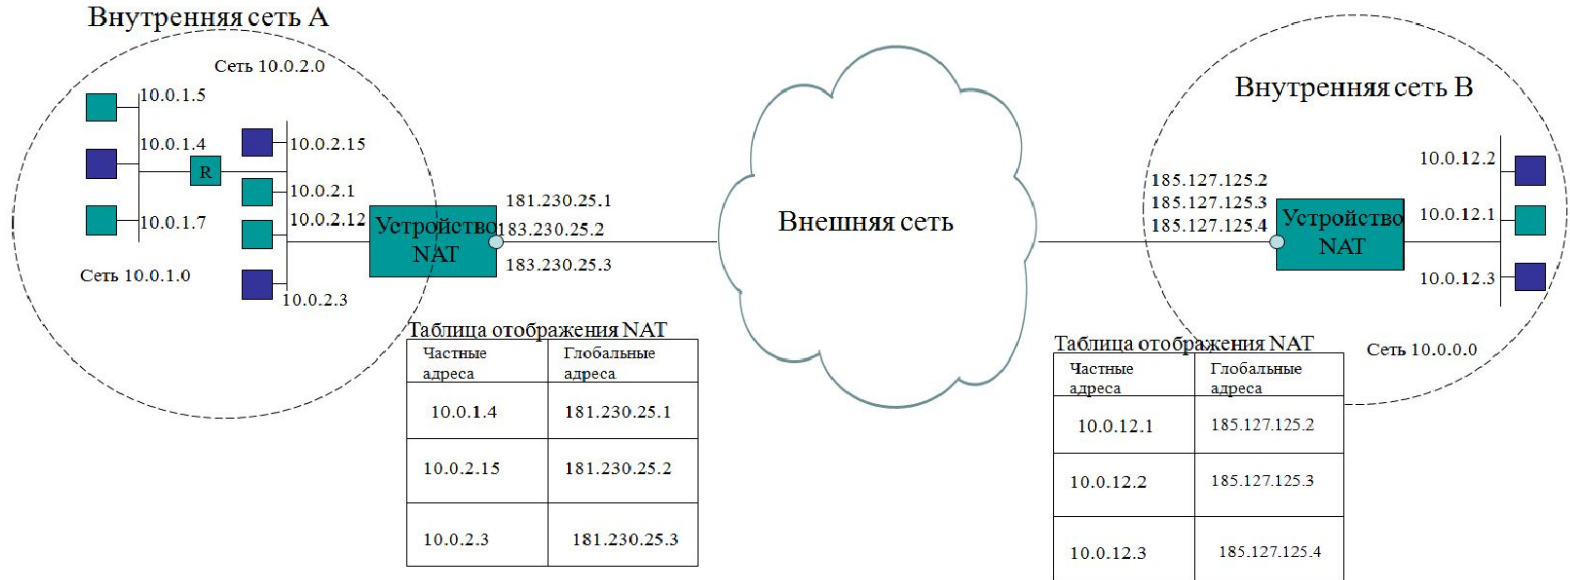 Внутренняя сеть А
Сеть 10.0.2.0
10.0.1.5
10.0.1.4
R
10.0.1.7
Сеть 10.0.1.0
10.0.2.15
10.0.2.1
10.0.2.12
10.0.2.3
Устройство
NAT
181.230.25.1
183.230.25.2
183.230.25.3
Таблица отображения NAT
Частные адреса
Глобальные адреса
10.0.1.4
181.230.25.1
10.0.2.15
181.230.25.2
10.0.2.3
181.230.25.3
Внешняя сеть
Внутренняя сеть В
185.127.125.2
185.127.125.3
185.127.125.4
Устройство
NAT
10.0.12.2
10.0.12.1
10.0.12.3
Сеть 10.0.0.0
Таблица отображения NAT
Частные адреса
Глобальные адреса
10.0.12.1
185.127.125.2
10.0.12.2
185.127.125.3
10.0.12.3
185.127.125.4